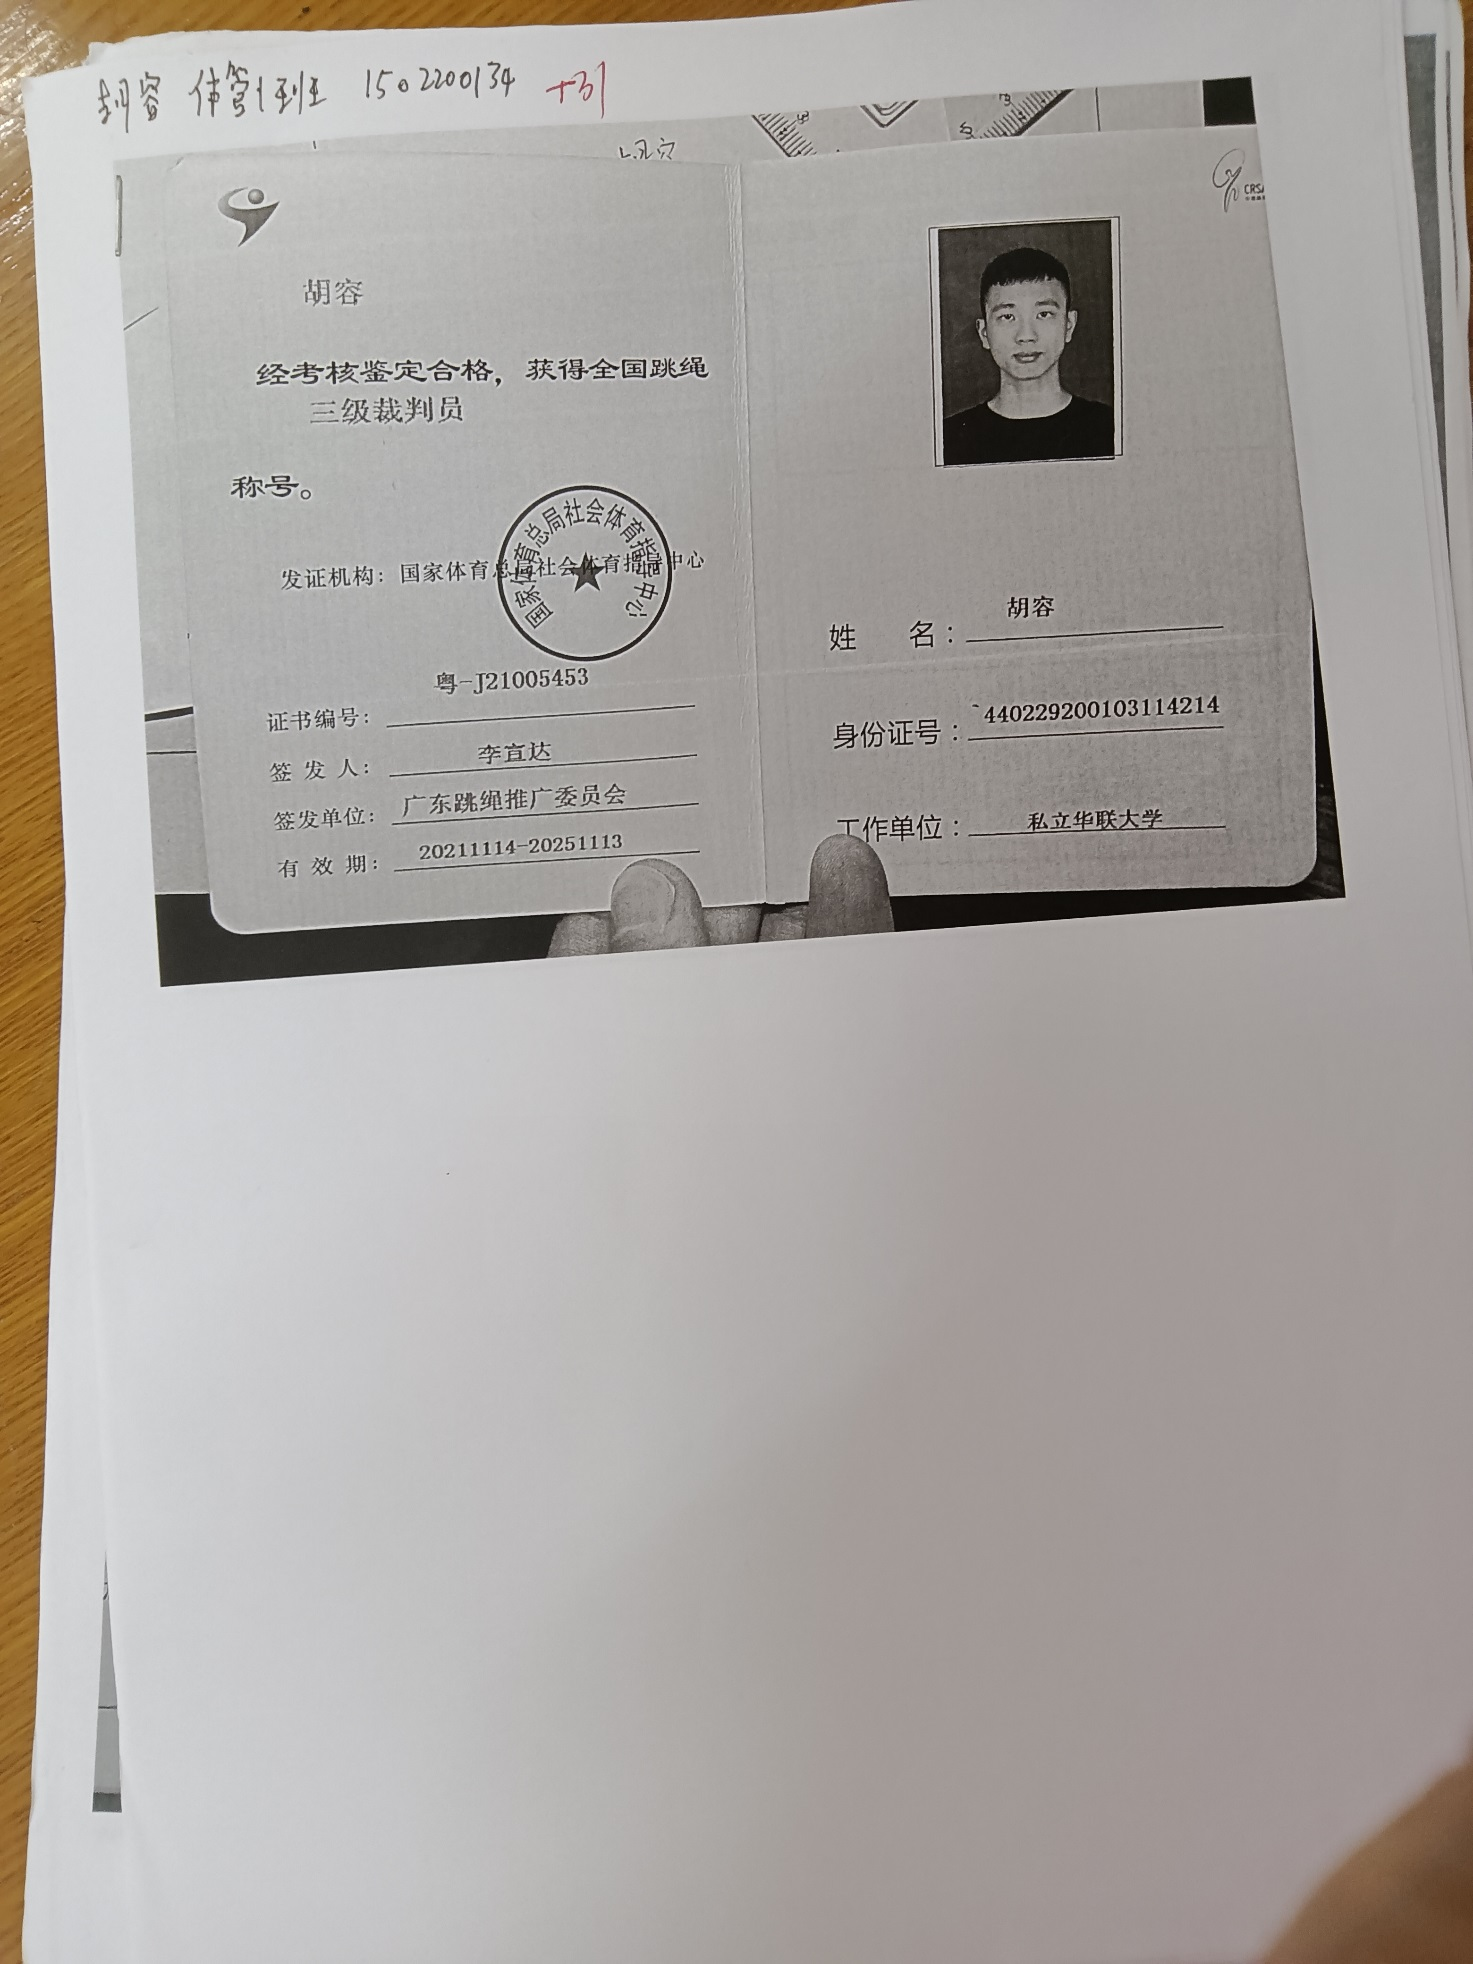 胡容 体管1班 1502200134 +3
胡容
经考核鉴定合格，获得全国跳绳
三级裁判员
称号。
发证机构：国家体育总局社会体育指导中心
国家体育总局社会体育指导中心
证书编号：粤-J21005453
签 发 人：李宣达
签发单位：广东跳绳推广委员会
有 效 期：20211114-20251113
CRSA
姓 名：胡容
身份证号：440229200103114214
工作单位：私立华联大学